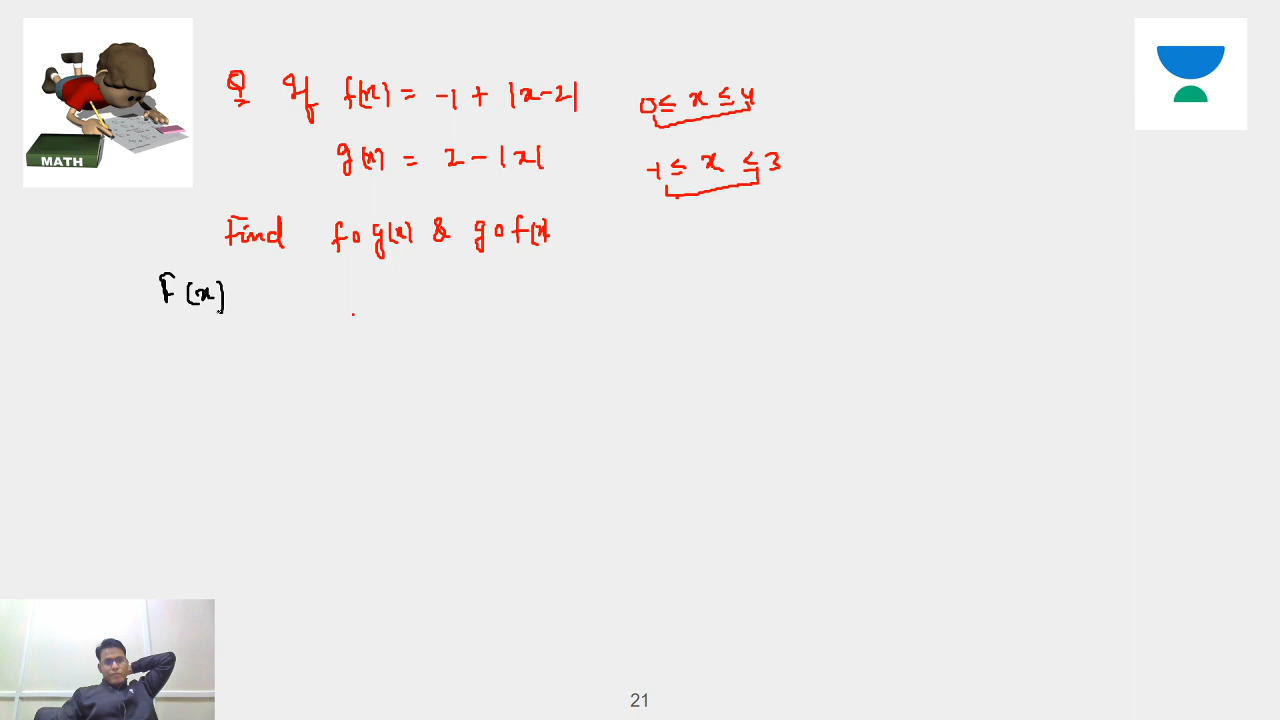 MATH
Q If f(x) = -1 + |x-2| 0 ≤ x ≤ 4
g(x) = 2 - |x| -1 ≤ x ≤ 3
Find fog(x) & gof(x)
F(x)
21